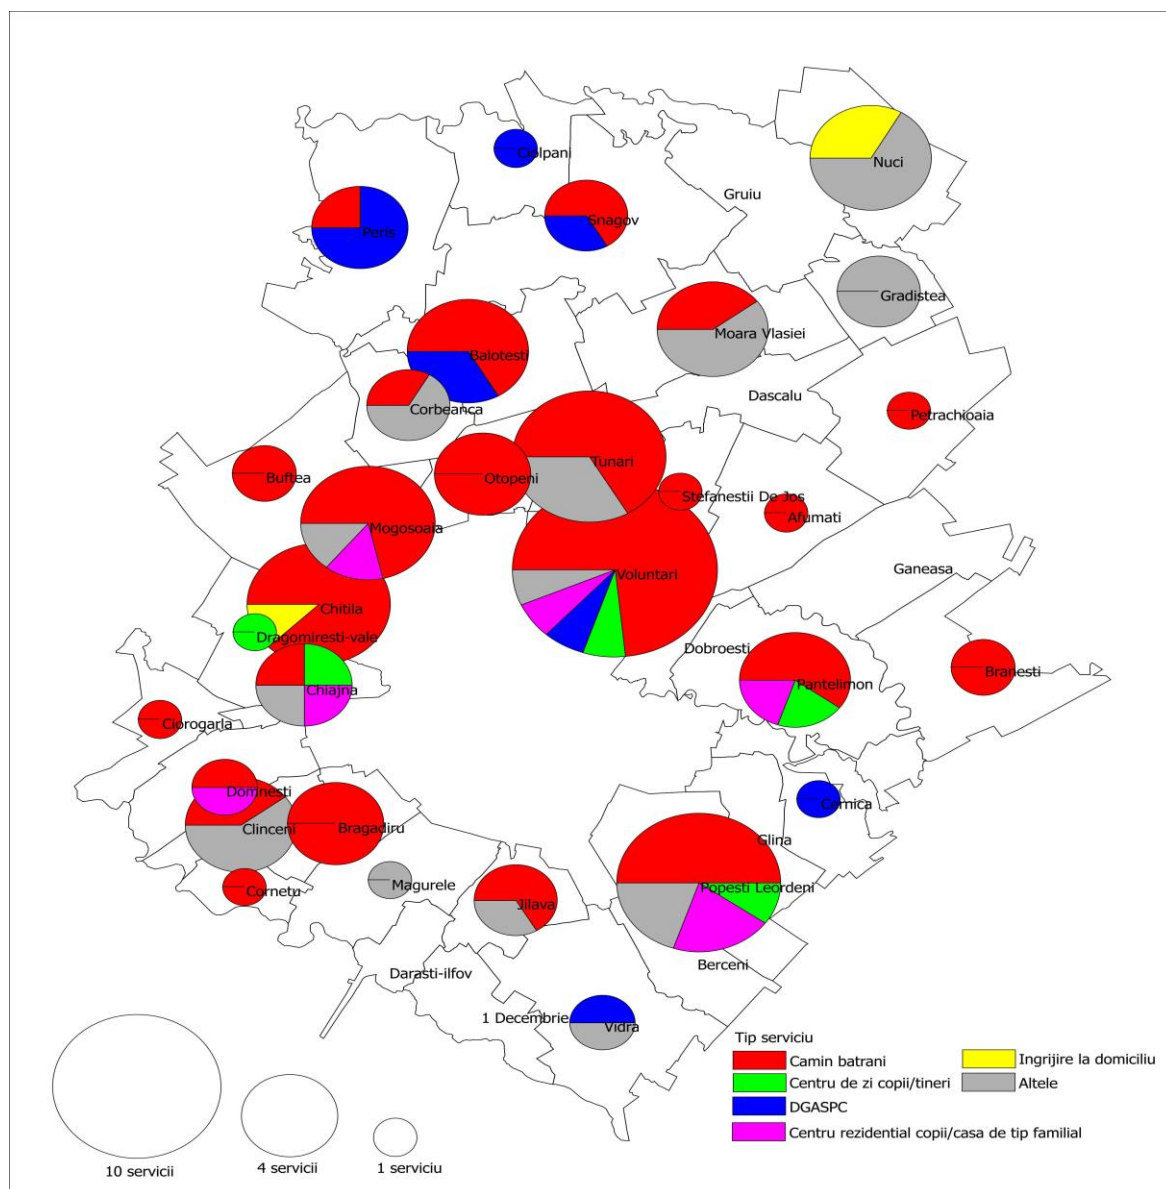 Ciolpani
Nuci
Gruiu
Snagov
Peris
Gradistea
Moara Vlasiei
Balotesti
Dascalu
Corbeanca
Petrachioaia
Tunari
Buftea
Otopeni
Stefanestii De Jos
Afumati
Mogosoaia
Ganeasa
Voluntari
Chitila
Dragomiresti-vale
Dobroesti
Branesti
Pantelimon
Chiajna
Ciorogarla
Domnesti
Cernica
Clinceni
Bragadiru
Glina
Magurele
Cornetu
Popesti Leordeni
Jilava
Berceni
Darasti-ilfov
1 Decembrie
Vidra
Tip serviciu
Camin batrani
Ingrijire la domiciliu
Centru de zi copii/tineri
Altele
DGASPC
Centru rezidential copii/casa de tip familial
10 servicii
4 servicii
1 serviciu